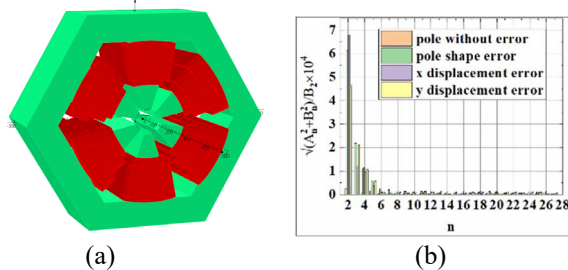 (a)
√(A²ₙ+B²ₙ)/B₂×10⁴
7
6
5
4
3
2
1
0
pole without error
pole shape error
x displacement error
y displacement error
2 4 6 8 10 12 14 16 18 20 22 24 26 28
n
(b)